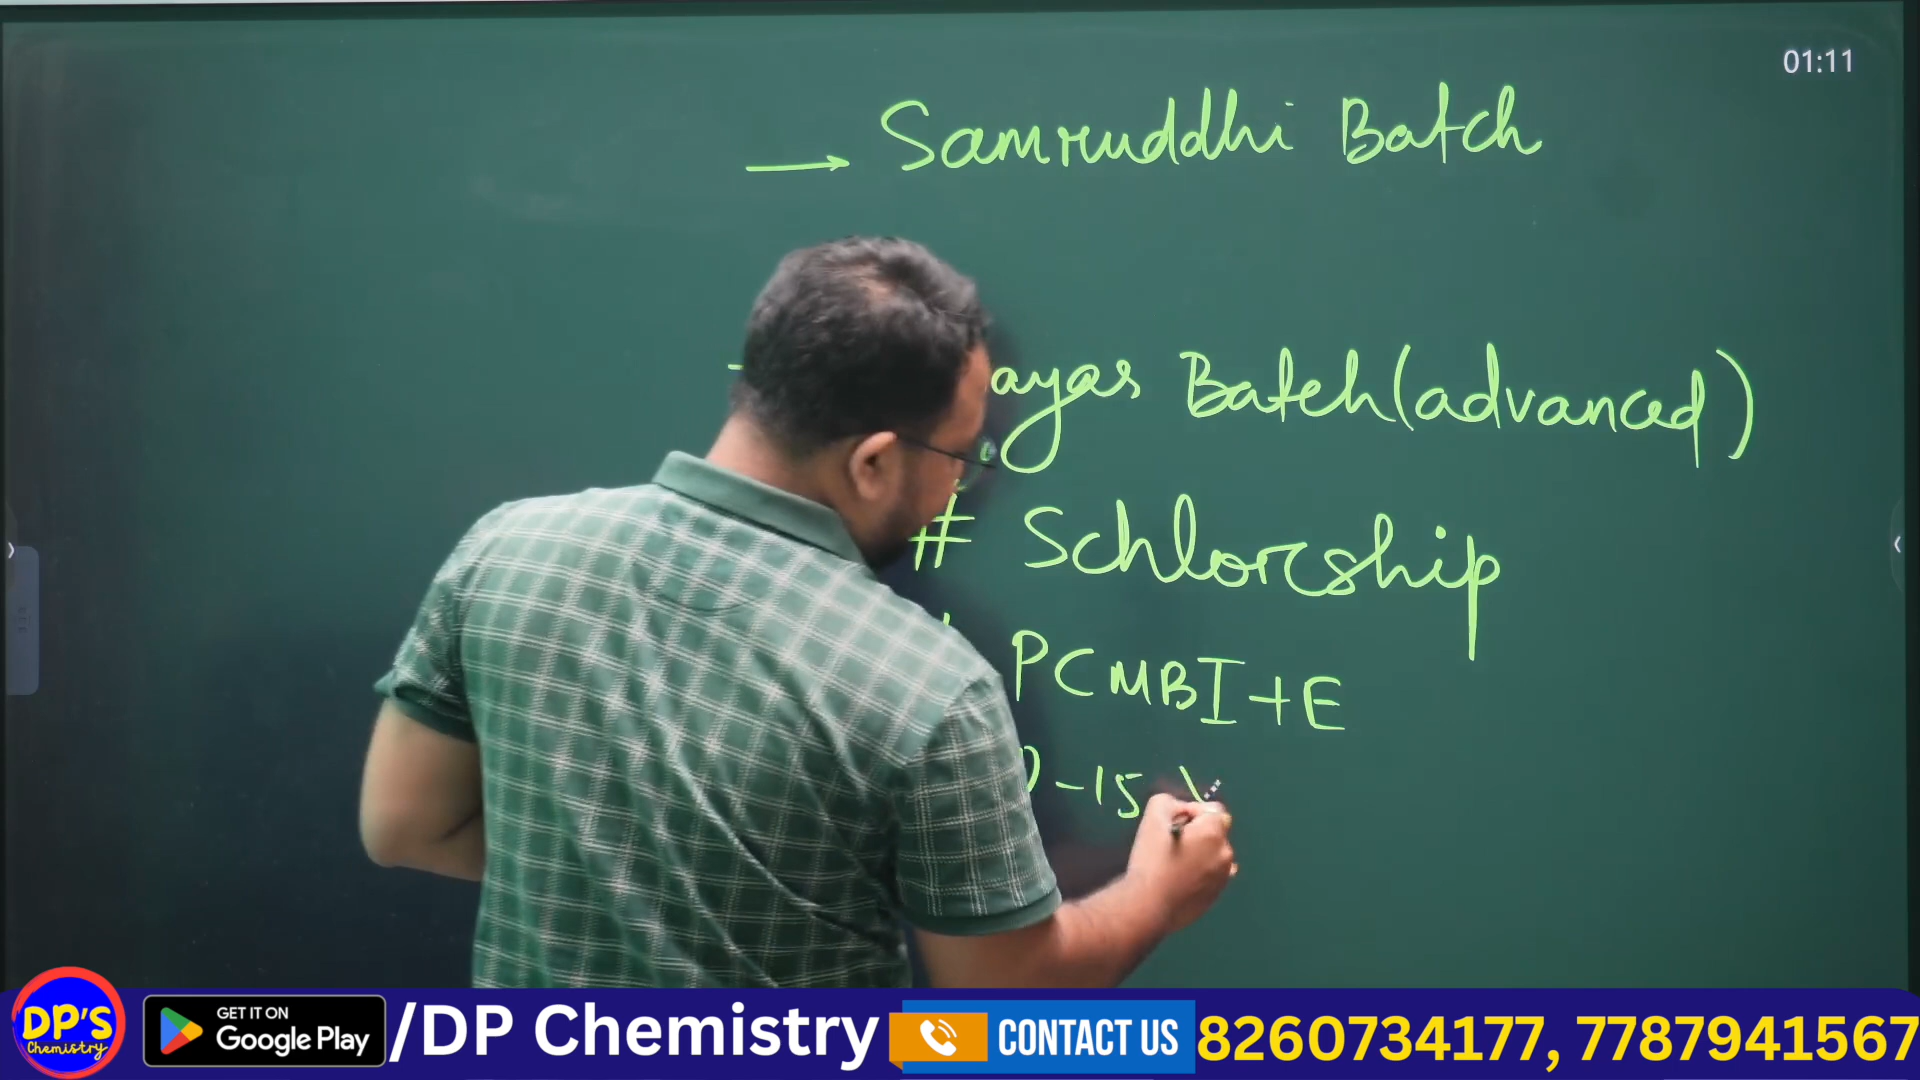 01:11
→ Samruddhi Batch
ayas Batch (advanced)
# Schlorship
PCMBI+E
-15
DP'S
Chemistry
GET IT ON
Google Play
/DP Chemistry
CONTACT US
8260734177, 7787941567